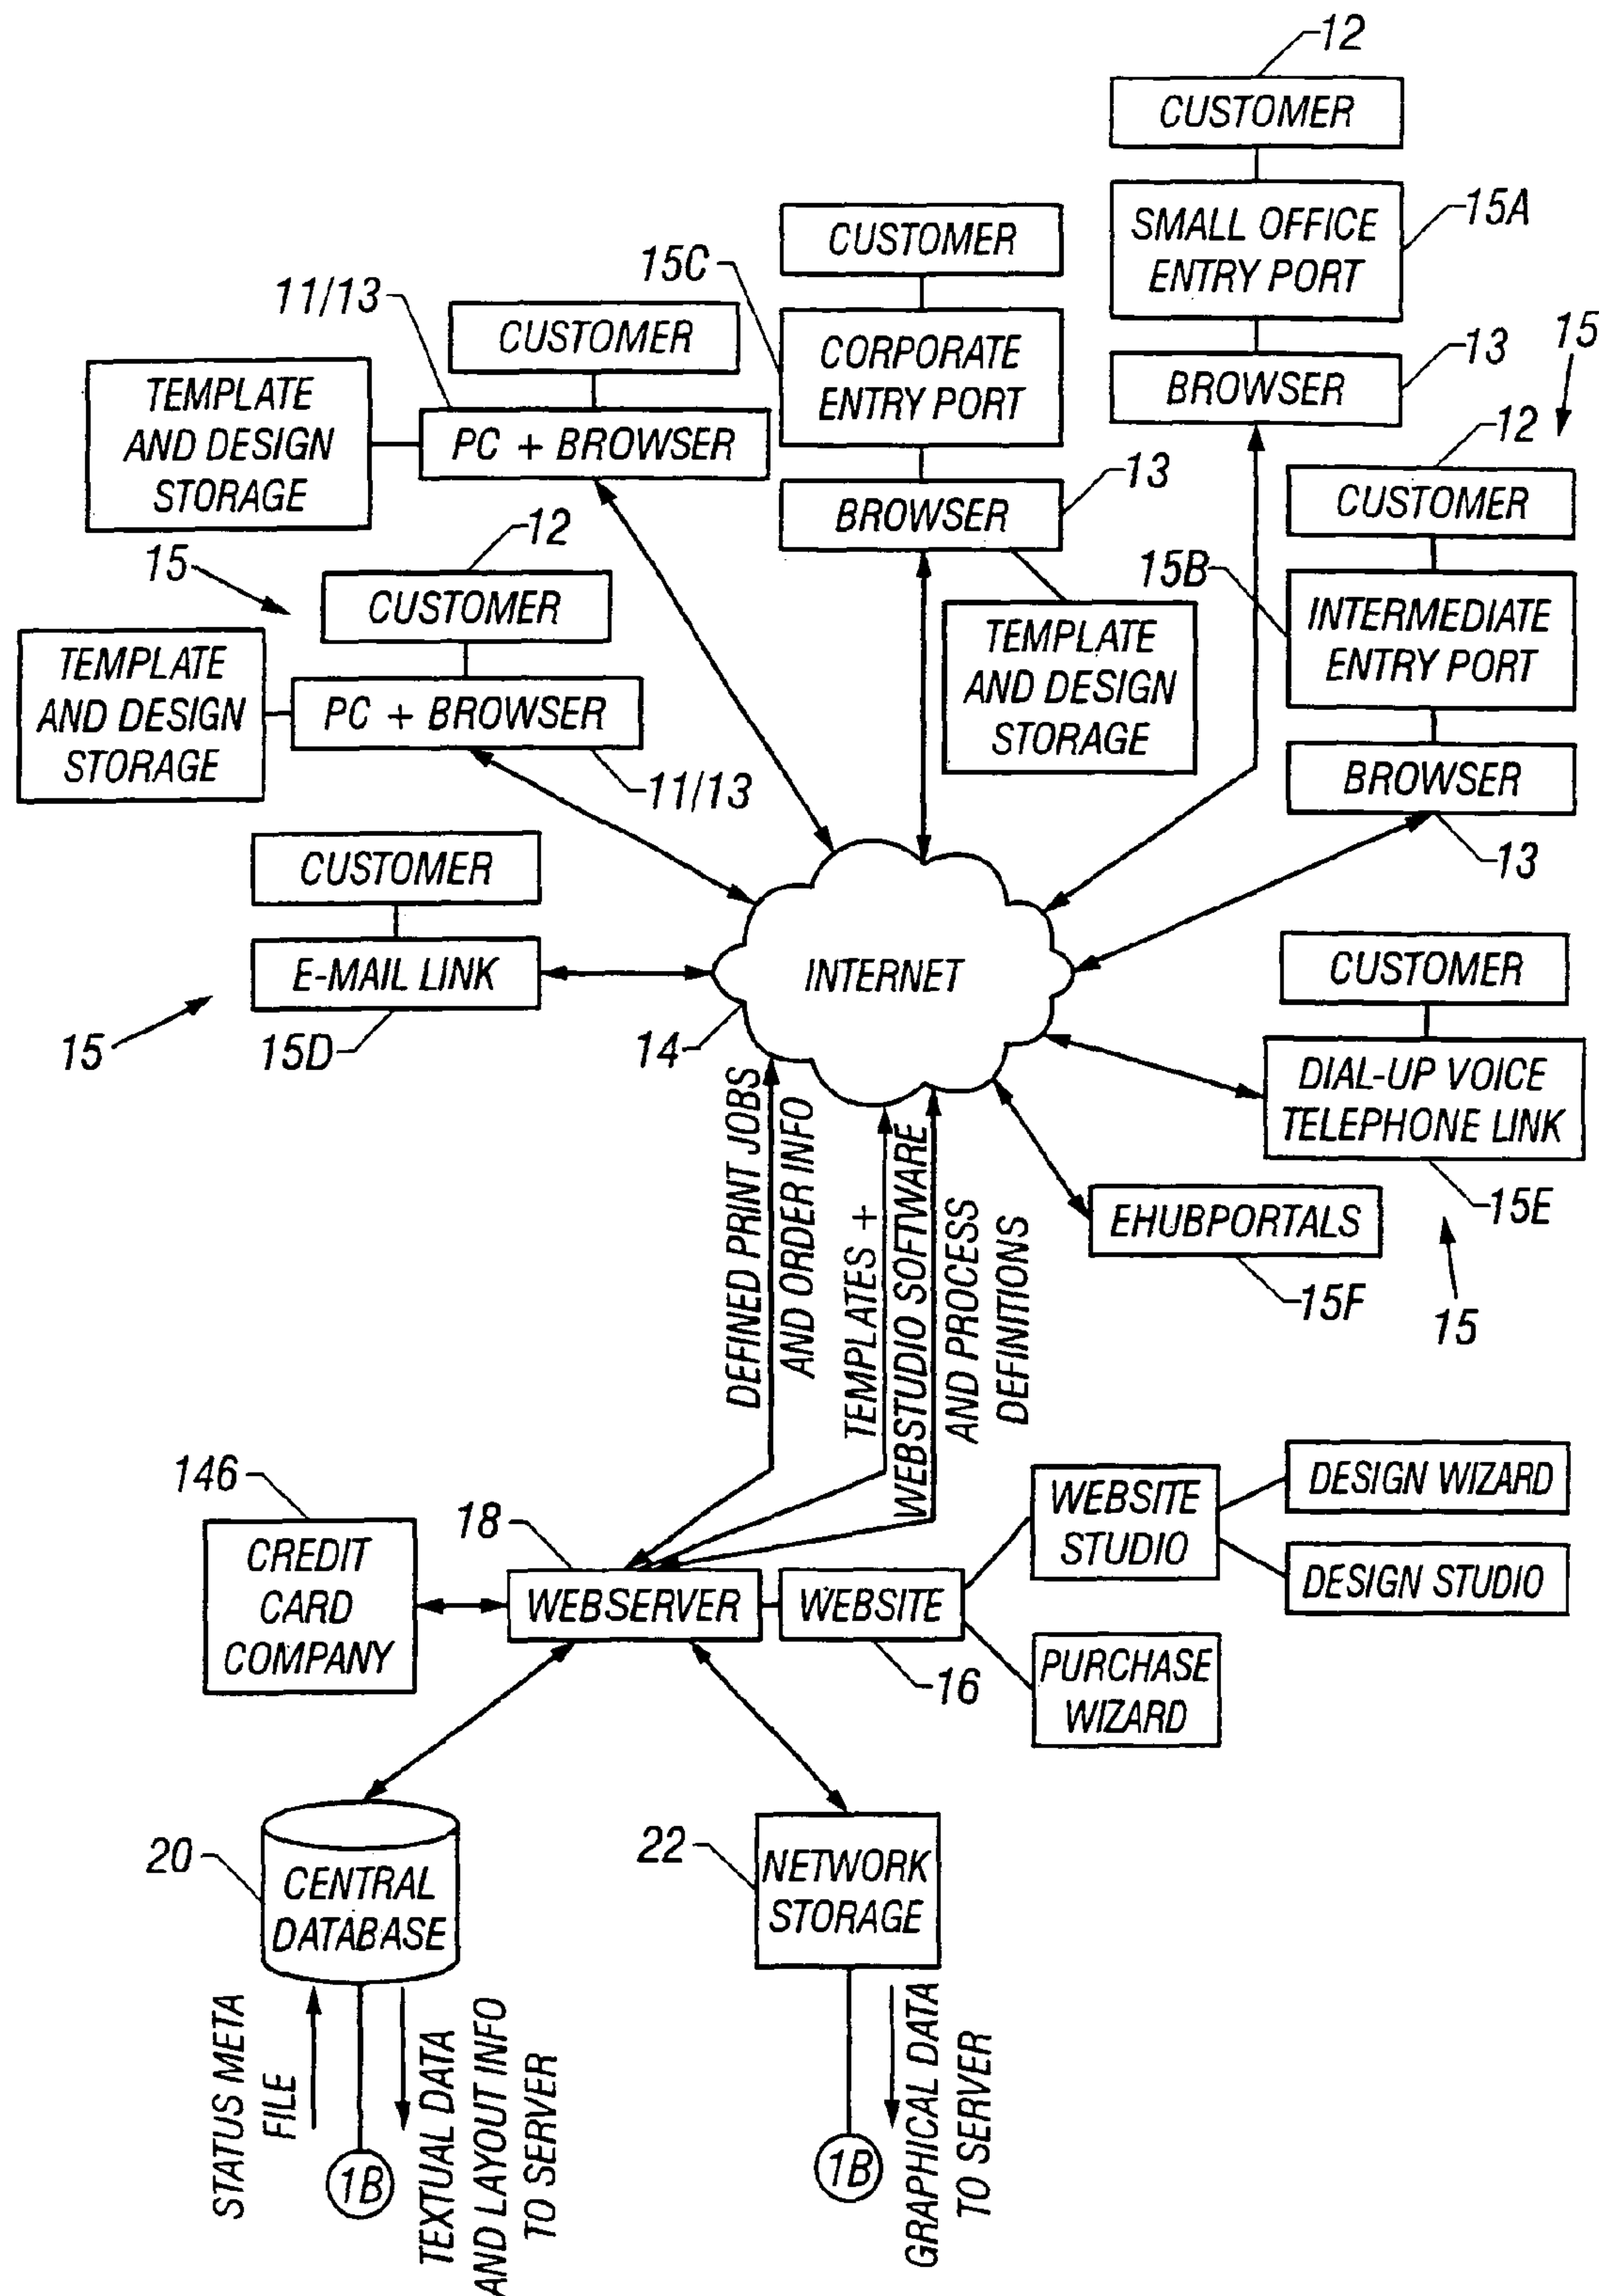 12
CUSTOMER
SMALL OFFICE
ENTRY PORT
15A
BROWSER
13
15
CUSTOMER
15C
CORPORATE
ENTRY PORT
BROWSER
13
TEMPLATE
AND DESIGN
STORAGE
11/13
CUSTOMER
PC + BROWSER
TEMPLATE
AND DESIGN
STORAGE
12
CUSTOMER
15B
INTERMEDIATE
ENTRY PORT
BROWSER
13
15
12
CUSTOMER
PC + BROWSER
11/13
TEMPLATE
AND DESIGN
STORAGE
CUSTOMER
E-MAIL LINK
15D
15
INTERNET
14
CUSTOMER
DIAL-UP VOICE
TELEPHONE LINK
15E
15
EHUBPORTALS
15F
DEFINED PRINT JOBS
AND ORDER INFO
TEMPLATES +
WEBSTUDIO SOFTWARE
AND PROCESS
DEFINITIONS
146
CREDIT
CARD
COMPANY
18
WEBSERVER
WEBSITE
16
WEBSITE
STUDIO
DESIGN WIZARD
DESIGN STUDIO
PURCHASE
WIZARD
20
CENTRAL
DATABASE
22
NETWORK
STORAGE
STATUS META
FILE
1B
TEXTUAL DATA
AND LAYOUT INFO
TO SERVER
1B
GRAPHICAL DATA
TO SERVER